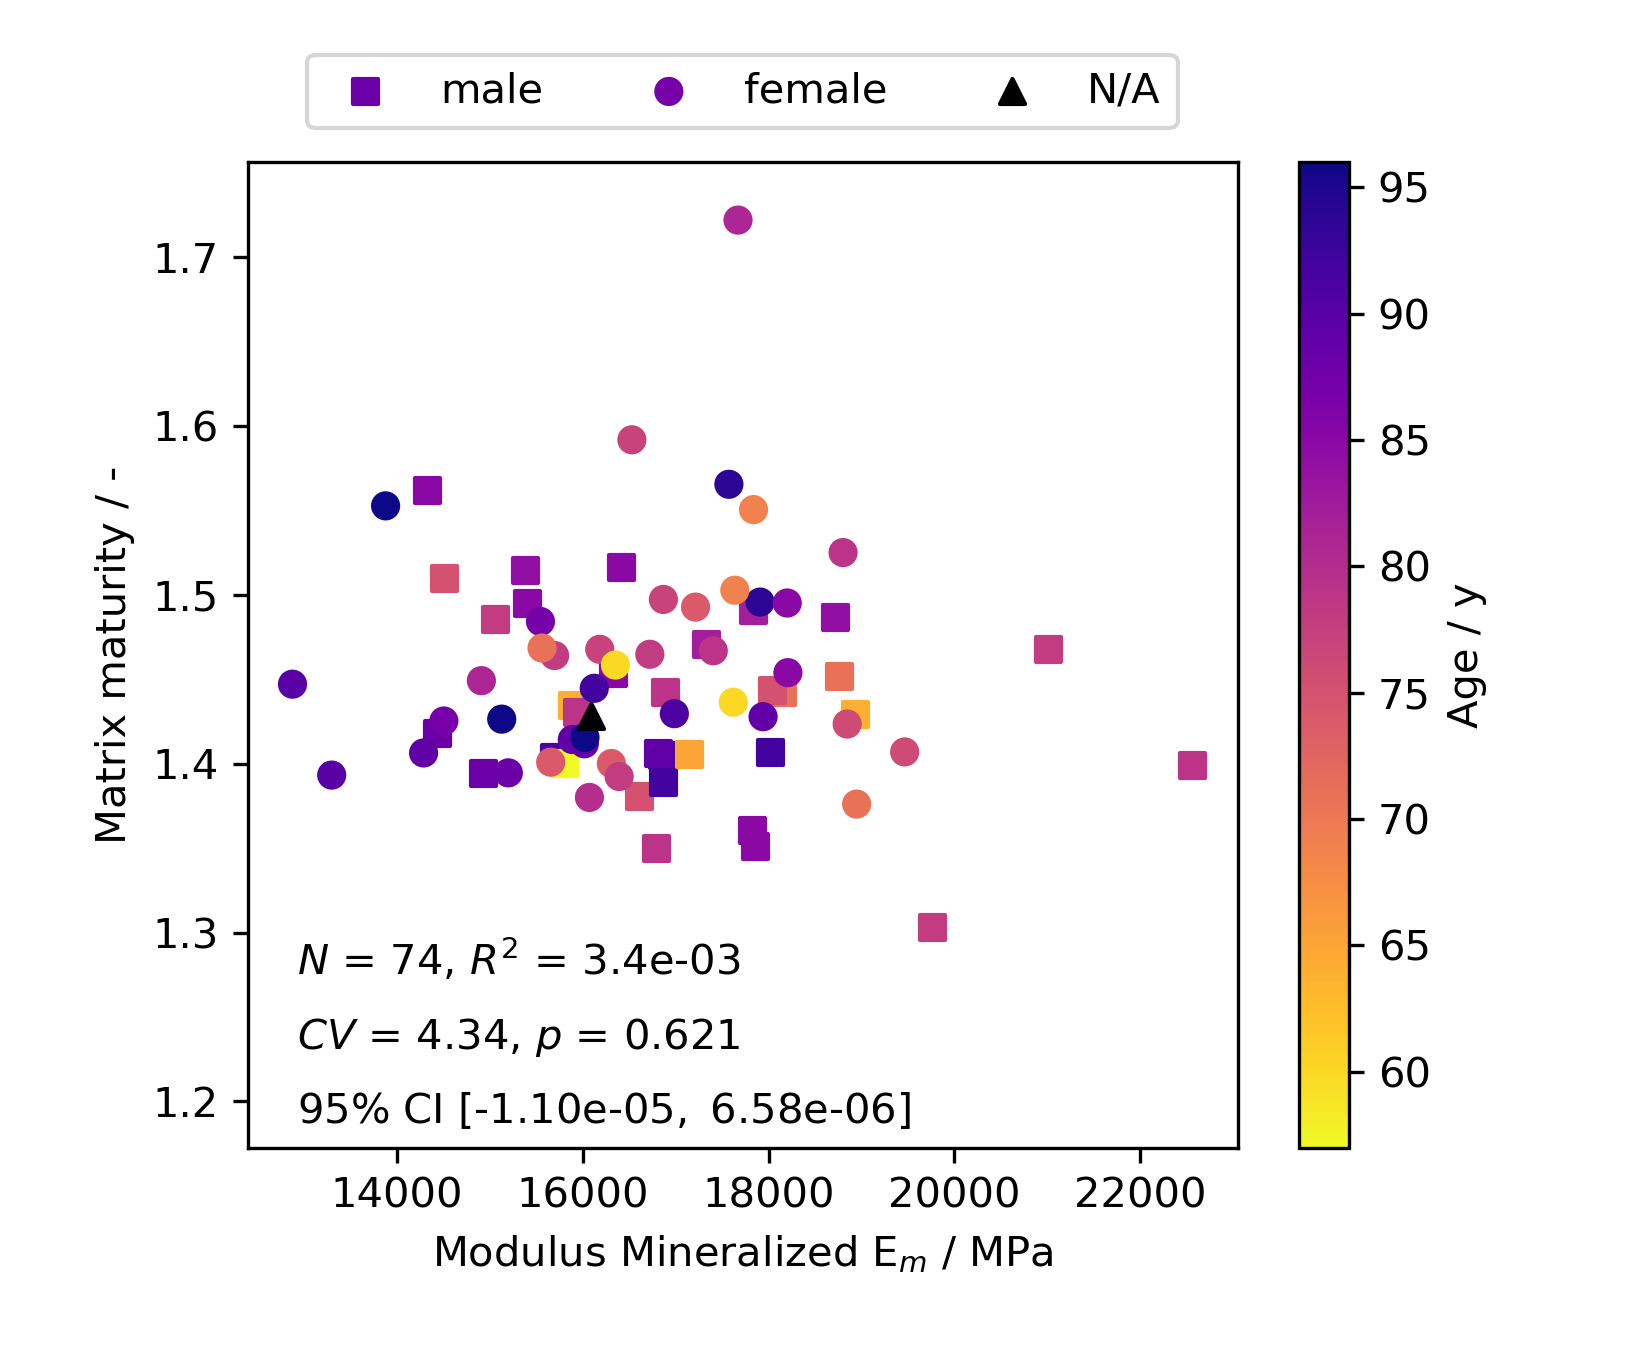 male female N/A
1.7
1.6
1.5
1.4
1.3
1.2
Matrix maturity / -
N = 74, R² = 3.4e-03
CV = 4.34, p = 0.621
95% CI [-1.10e-05, 6.58e-06]
14000 16000 18000 20000 22000
Modulus Mineralized Eₘ / MPa
95
90
85
80
75
70
65
60
Age / y